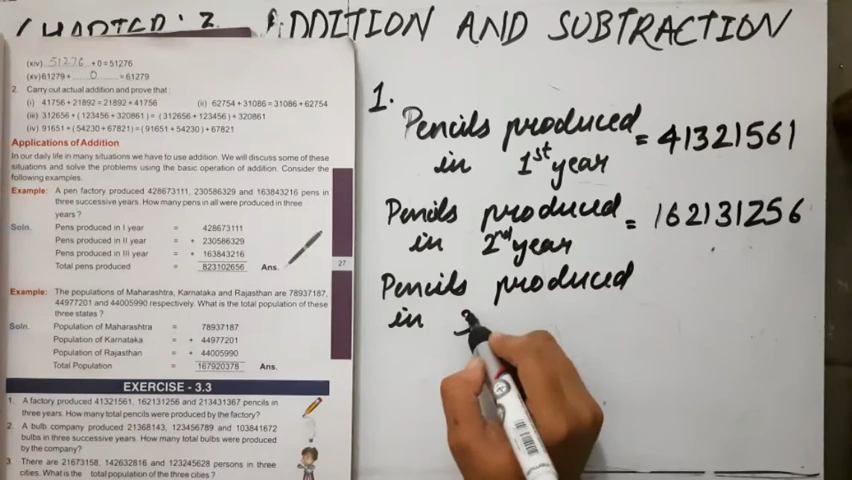 CHAPTER: 3 ADDITION AND SUBTRACTION
(xiv) 51276 + 0 = 51276
(xv) 61279 + 0 = 61279
2. Carry out actual addition and prove that :
(i) 41756 + 21892 = 21892 + 41756 (ii) 62754 + 31086 = 31086 + 62754
(iii) 312656 + ( 123456 + 320861 ) = ( 312656 + 123456 ) + 320861
(iv) 91651 + ( 54230 + 67821 ) = ( 91651 + 54230 ) + 67821
Applications of Addition
In our daily life in many situations we have to use addition. We will discuss some of these
situations and solve the problems using the basic operation of addition. Consider the
following examples.
Example: A pen factory produced 428673111, 230586329 and 163843216 pens in
three successive years. How many pens in all were produced in three
years ?
Soln. Pens produced in I year = 428673111
Pens produced in II year = + 230586329
Pens produced in III year = + 163843216
Total pens produced = 823102656 Ans.
27
Example: The populations of Maharashtra, Karnataka and Rajasthan are 78937187,
44977201 and 44005990 respectively. What is the total population of these
three states ?
Soln. Population of Maharashtra = 78937187
Population of Karnataka = + 44977201
Population of Rajasthan = + 44005990
Total Population = 167920378 Ans.
EXERCISE - 3.3
1. A factory produced 41321561, 162131256 and 213431367 pencils in
three years. How many total pencils were produced by the factory?
2. A bulb company produced 21368143, 123456789 and 103841672
bulbs in three successive years. How many total bulbs were produced
by the company?
3 There are 21673158, 142632816 and 123245628 persons in three
cities. What is the total population of the three cities ?
1.
Pencils produced = 41321561
in 1st year
Pencils produced = 162131256
in 2nd year
Pencils produced
in 3